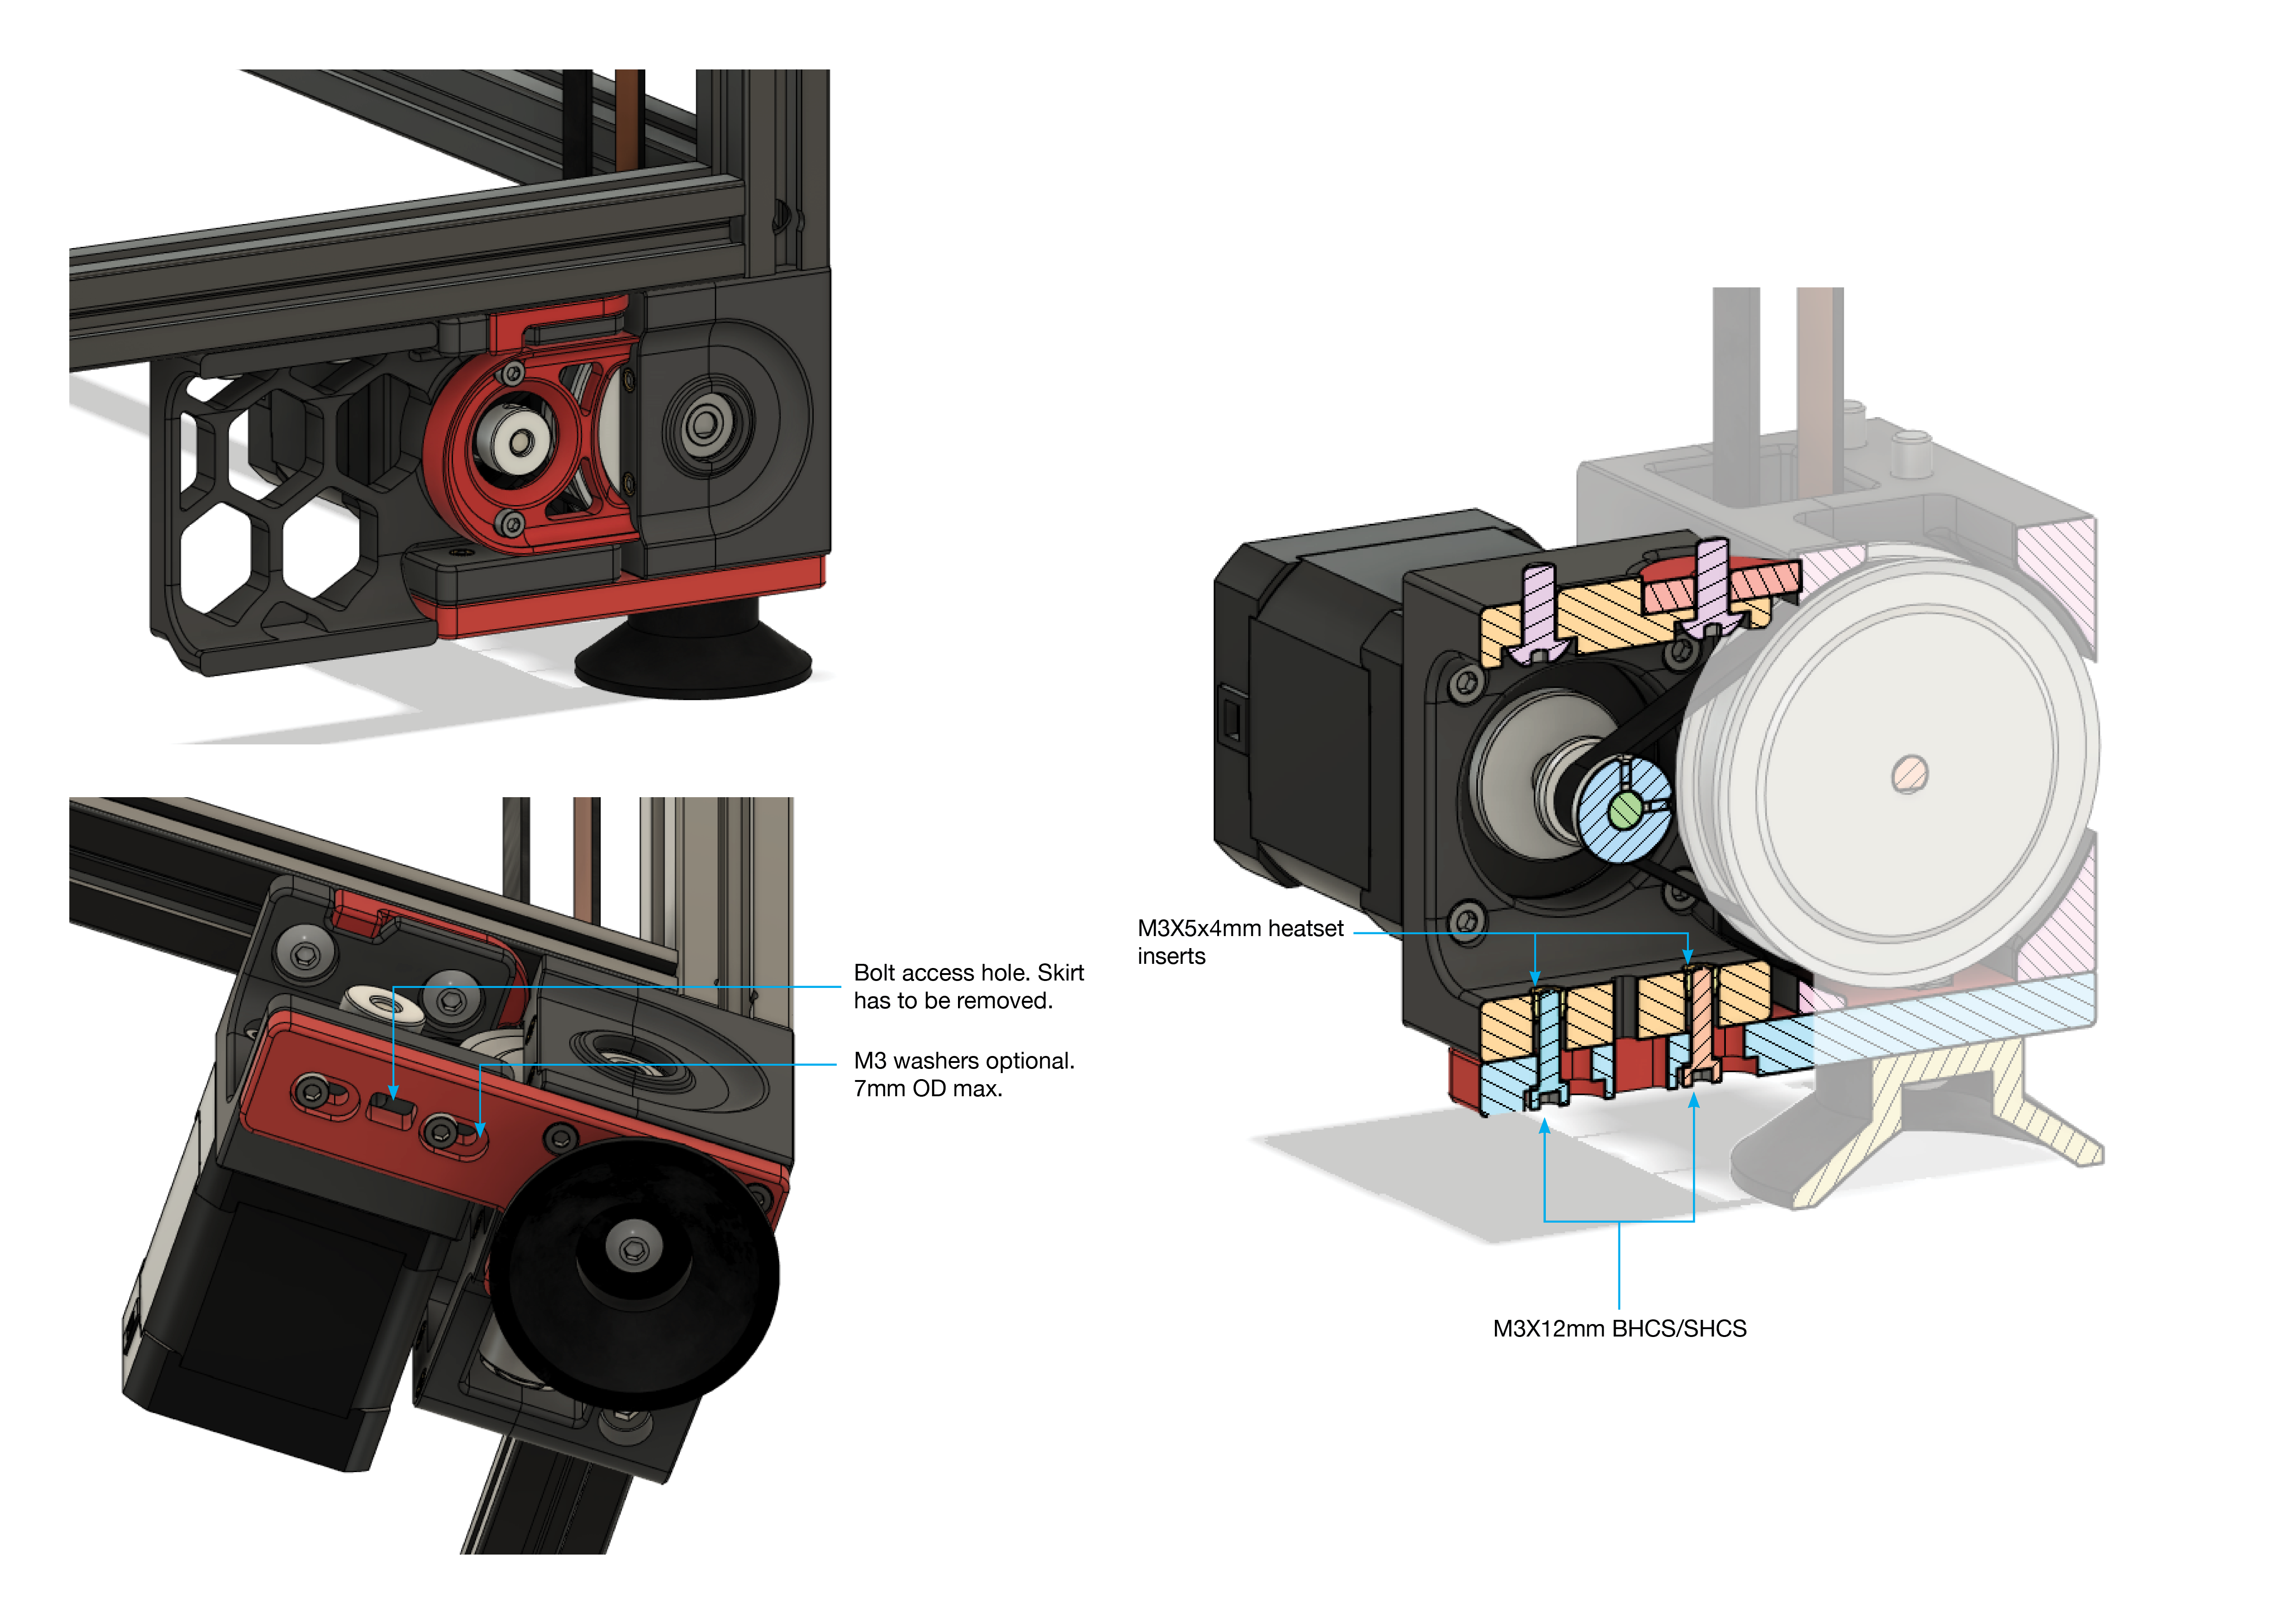 Bolt access hole. Skirt
has to be removed.
M3 washers optional.
7mm OD max.
M3X5x4mm heatset
inserts
M3X12mm BHCS/SHCS